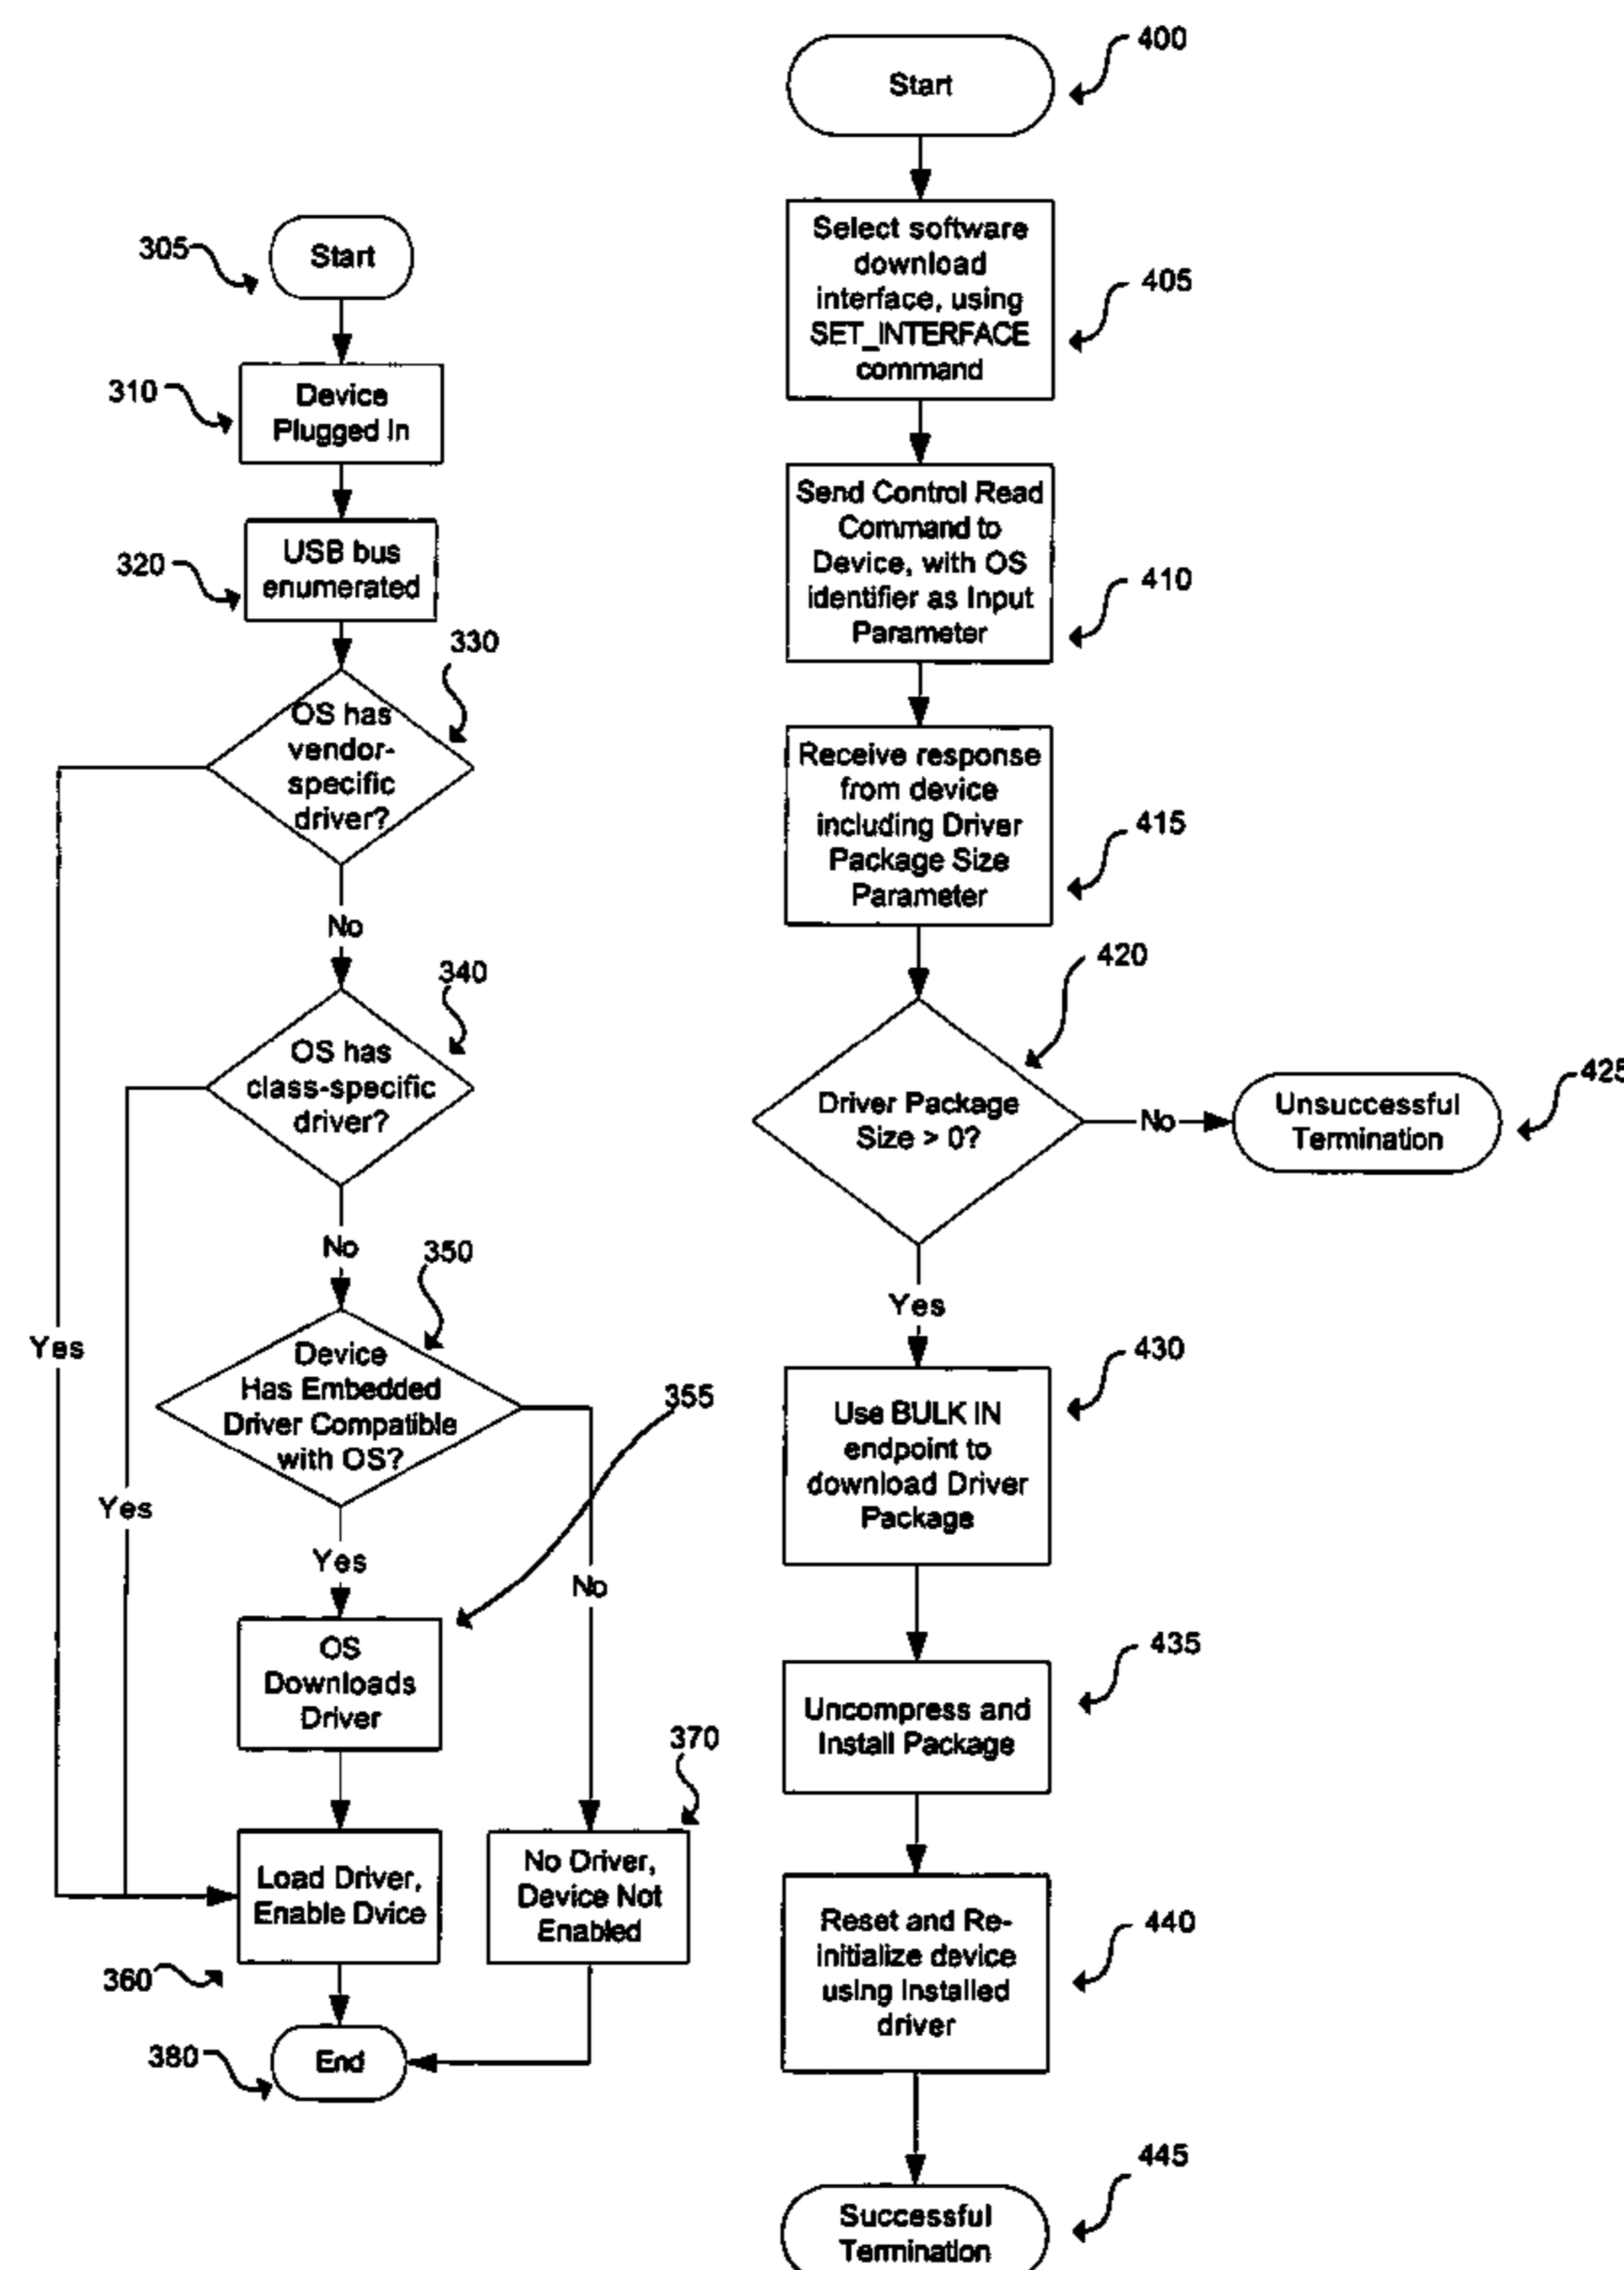 305
Start
310
Device
Plugged In
320
USB bus
enumerated
330
OS has
vendor-
specific
driver?
Yes
No
340
OS has
class-specific
driver?
Yes
No
350
Device
Has Embedded
Driver Compatible
with OS?
Yes
No
355
OS
Downloads
Driver
360
Load Driver,
Enable Dvice
370
No Driver,
Device Not
Enabled
380
End
400
Start
405
Select software
download
interface, using
SET_INTERFACE
command
410
Send Control Read
Command to
Device, with OS
identifier as Input
Parameter
415
Receive response
from device
including Driver
Package Size
Parameter
420
Driver Package
Size > 0?
No
425
Unsuccessful
Termination
Yes
430
Use BULK IN
endpoint to
download Driver
Package
435
Uncompress and
Install Package
440
Reset and Re-
initialize device
using installed
driver
445
Successful
Termination